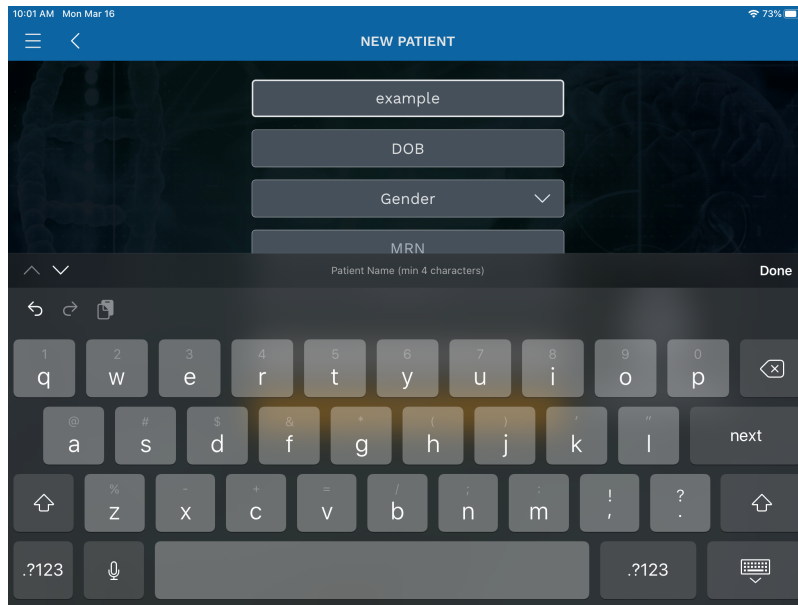 10:01 AM Mon Mar 16 73%
NEW PATIENT
example
DOB
Gender
MRN
Patient Name (min 4 characters) Done
1 2 3 4 5 6 7 8 9 0
q w e r t y u i o p
@ # $ & * ( ) ' "
a s d f g h j k l next
% - + = / ; : ! ?
z x c v b n m , .
.?123 .?123